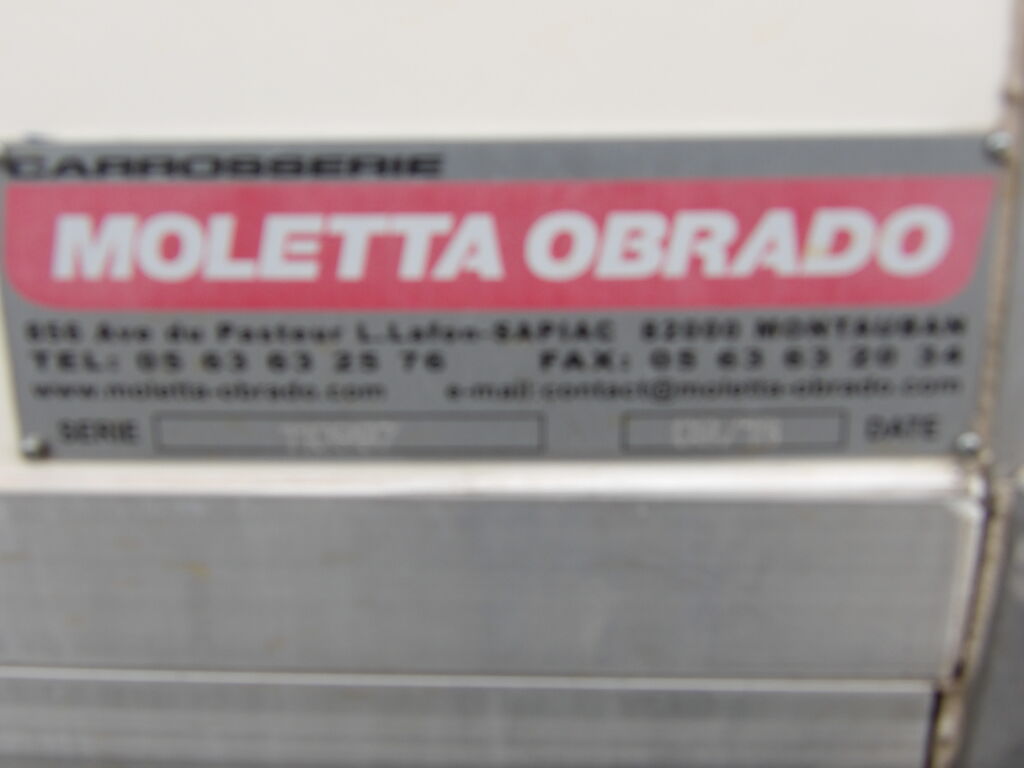 CARROSSERIE
MOLETTA OBRADO
Ave du Pasteur L.Lafon-SAPIAC 82000 MONTAUBAN
TEL: 05 63 63 25 76 FAX: 05 63 63 20 34
www.moletta-obrado.com e-mail contact@moletta-obrado.com
SERIE DATE